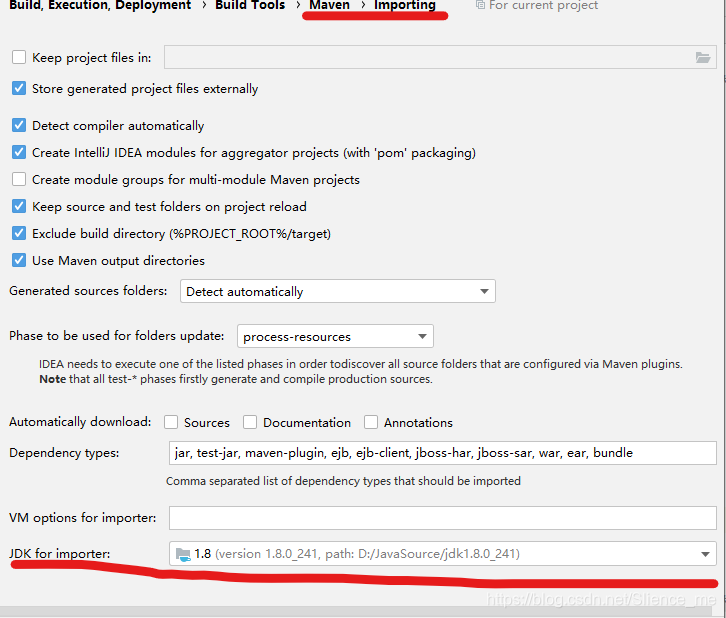 Build, Execution, Deployment › Build Tools › Maven › Importing For current project
Keep project files in:
Store generated project files externally
Detect compiler automatically
Create IntelliJ IDEA modules for aggregator projects (with 'pom' packaging)
Create module groups for multi-module Maven projects
Keep source and test folders on project reload
Exclude build directory (%PROJECT_ROOT%/target)
Use Maven output directories
Generated sources folders: Detect automatically
Phase to be used for folders update: process-resources
IDEA needs to execute one of the listed phases in order todiscover all source folders that are configured via Maven plugins.
Note that all test-* phases firstly generate and compile production sources.
Automatically download: Sources Documentation Annotations
Dependency types: jar, test-jar, maven-plugin, ejb, ejb-client, jboss-har, jboss-sar, war, ear, bundle
Comma separated list of dependency types that should be imported
VM options for importer:
JDK for importer: 1.8 (version 1.8.0_241, path: D:/JavaSource/jdk1.8.0_241)
https://blog.csdn.net/Slience_me